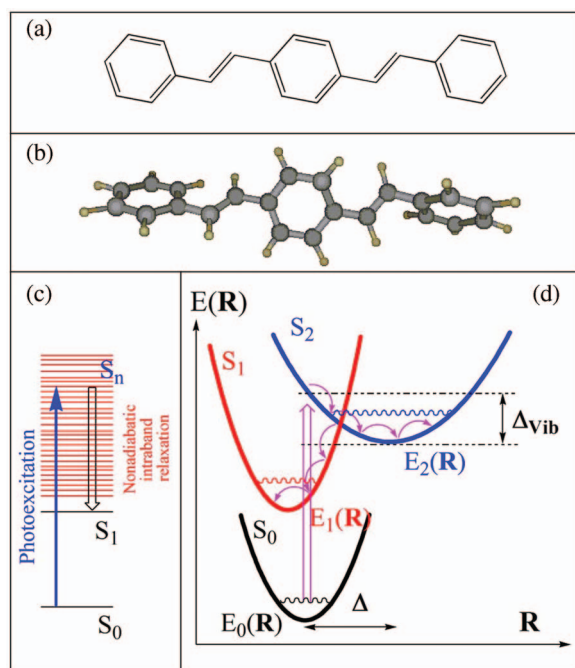 (a)
(b)
(c)
Sn
Nonadiabatic
intraband
relaxation
Photoexcitation
S1
S0
(d)
E(R)
S2
S1
ΔVib
E2(R)
E1(R)
S0
E0(R)
Δ
R